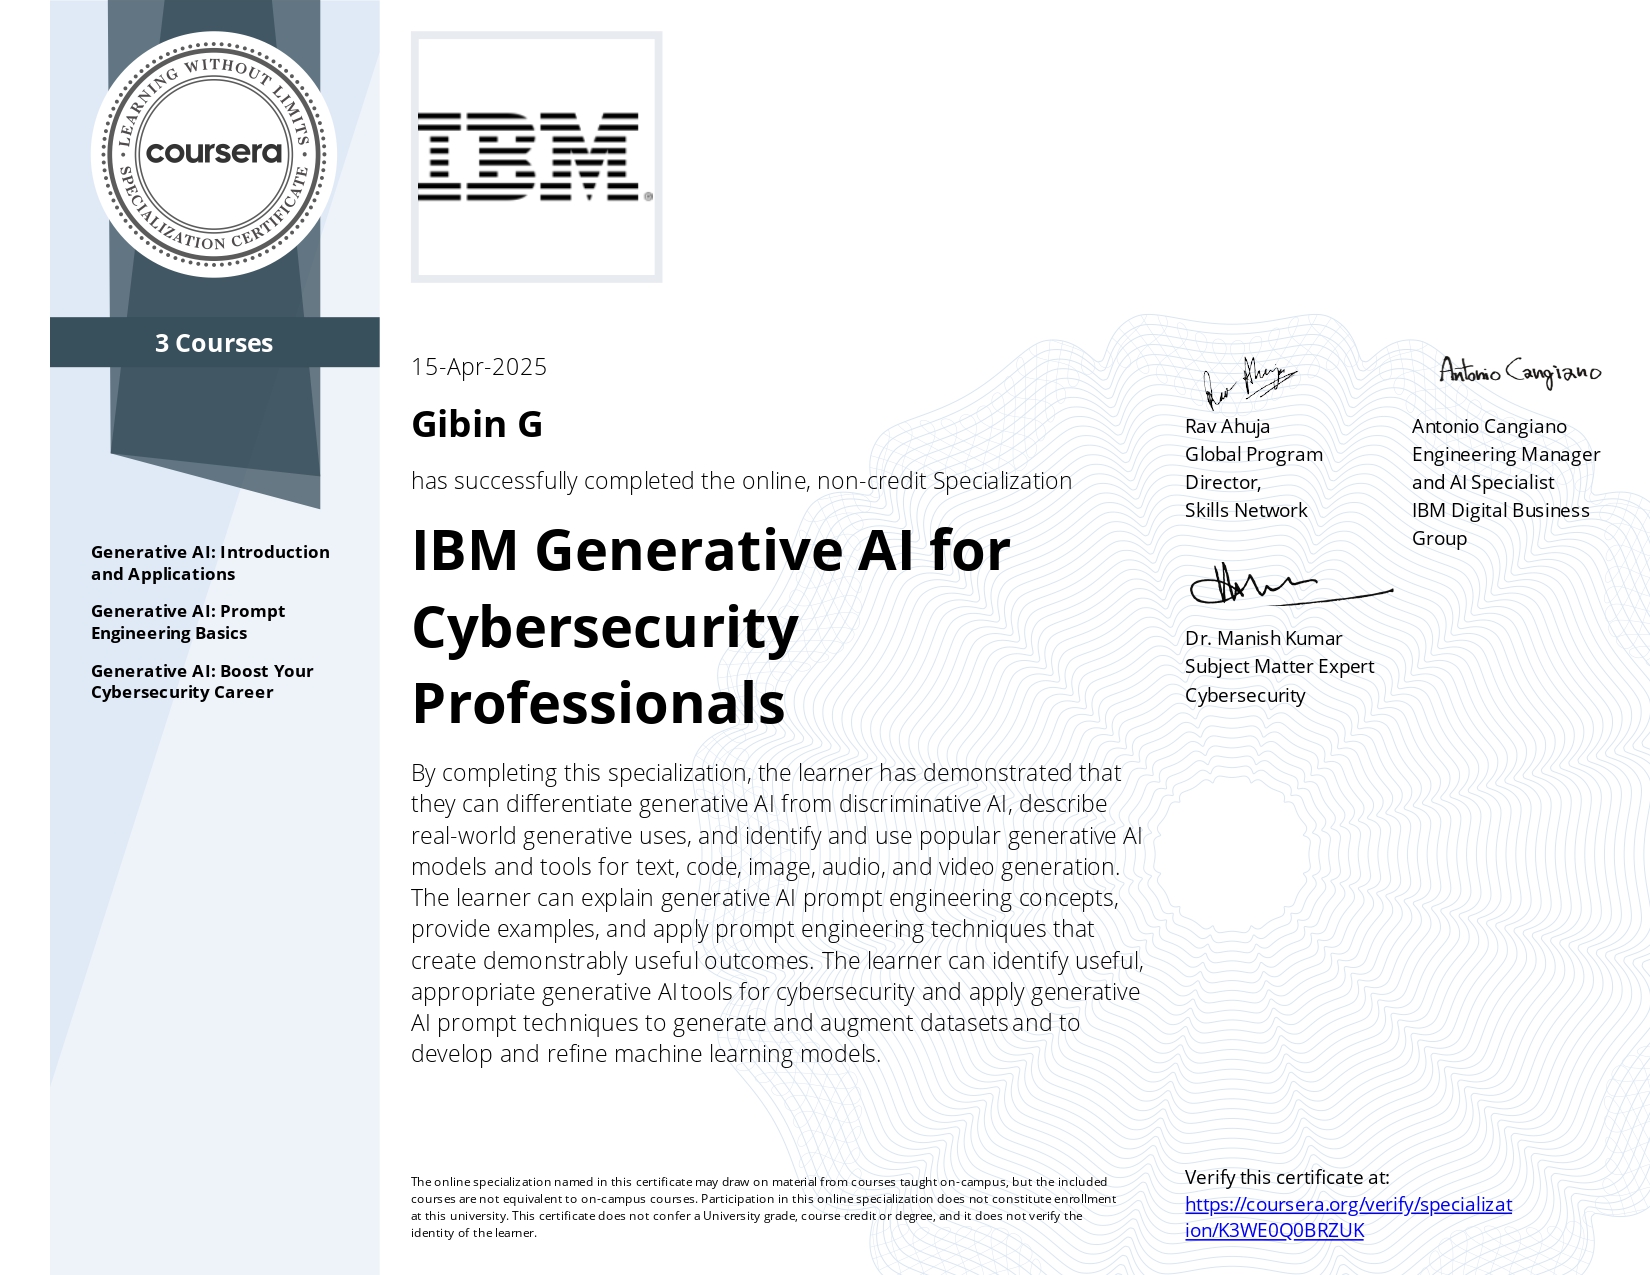 LEARNING WITHOUT LIMITS
coursera
SPECIALIZATION CERTIFICATE
3 Courses
Generative AI: Introduction
and Applications
Generative AI: Prompt
Engineering Basics
Generative AI: Boost Your
Cybersecurity Career
IBM®
15-Apr-2025
Gibin G
has successfully completed the online, non-credit Specialization
IBM Generative AI for
Cybersecurity
Professionals
By completing this specialization, the learner has demonstrated that
they can differentiate generative AI from discriminative AI, describe
real-world generative uses, and identify and use popular generative AI
models and tools for text, code, image, audio, and video generation.
The learner can explain generative AI prompt engineering concepts,
provide examples, and apply prompt engineering techniques that
create demonstrably useful outcomes. The learner can identify useful,
appropriate generative AI tools for cybersecurity and apply generative
AI prompt techniques to generate and augment datasets and to
develop and refine machine learning models.
The online specialization named in this certificate may draw on material from courses taught on-campus, but the included
courses are not equivalent to on-campus courses. Participation in this online specialization does not constitute enrollment
at this university. This certificate does not confer a University grade, course credit or degree, and it does not verify the
identity of the learner.
Rav Ahuja
Rav Ahuja
Global Program
Director,
Skills Network
Antonio Cangiano
Antonio Cangiano
Engineering Manager
and AI Specialist
IBM Digital Business
Group
Dr. Manish Kumar
Subject Matter Expert
Cybersecurity
Verify this certificate at:
https://coursera.org/verify/specializat
ion/K3WE0Q0BRZUK